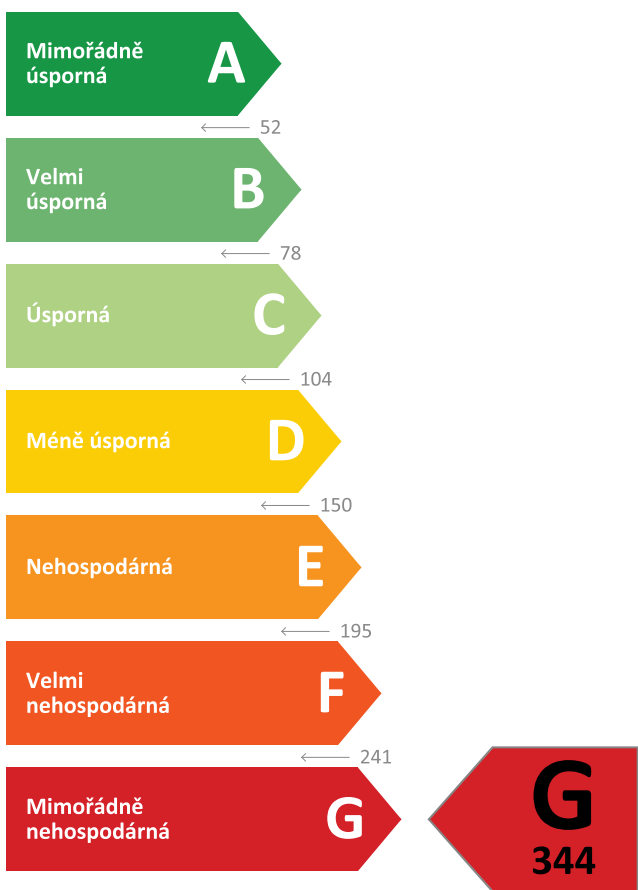 Mimořádně
úsporná
A
52
Velmi
úsporná
B
78
Úsporná
C
104
Méně úsporná
D
150
Nehospodárná
E
195
Velmi
nehospodárná
F
241
Mimořádně
nehospodárná
G
G
344